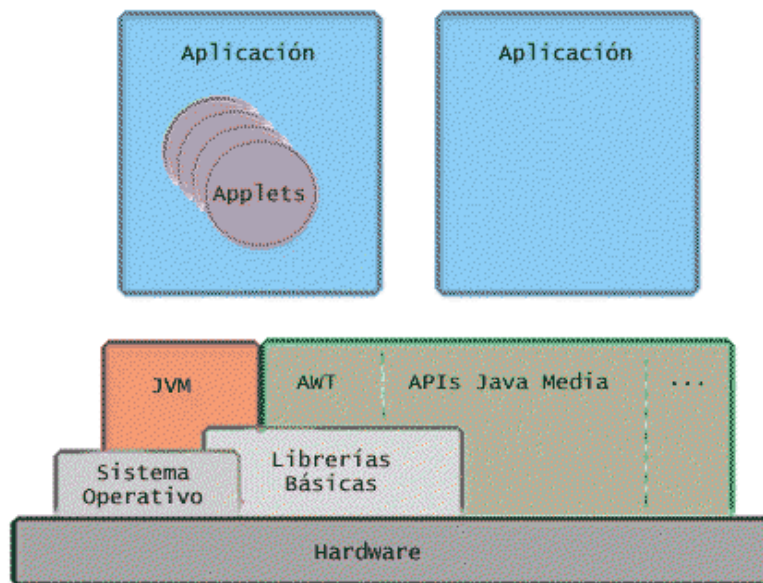 Aplicación
Aplicación
Applets
JVM
AWT
APIs Java Media
...
Librerías
Básicas
Sistema
Operativo
Hardware